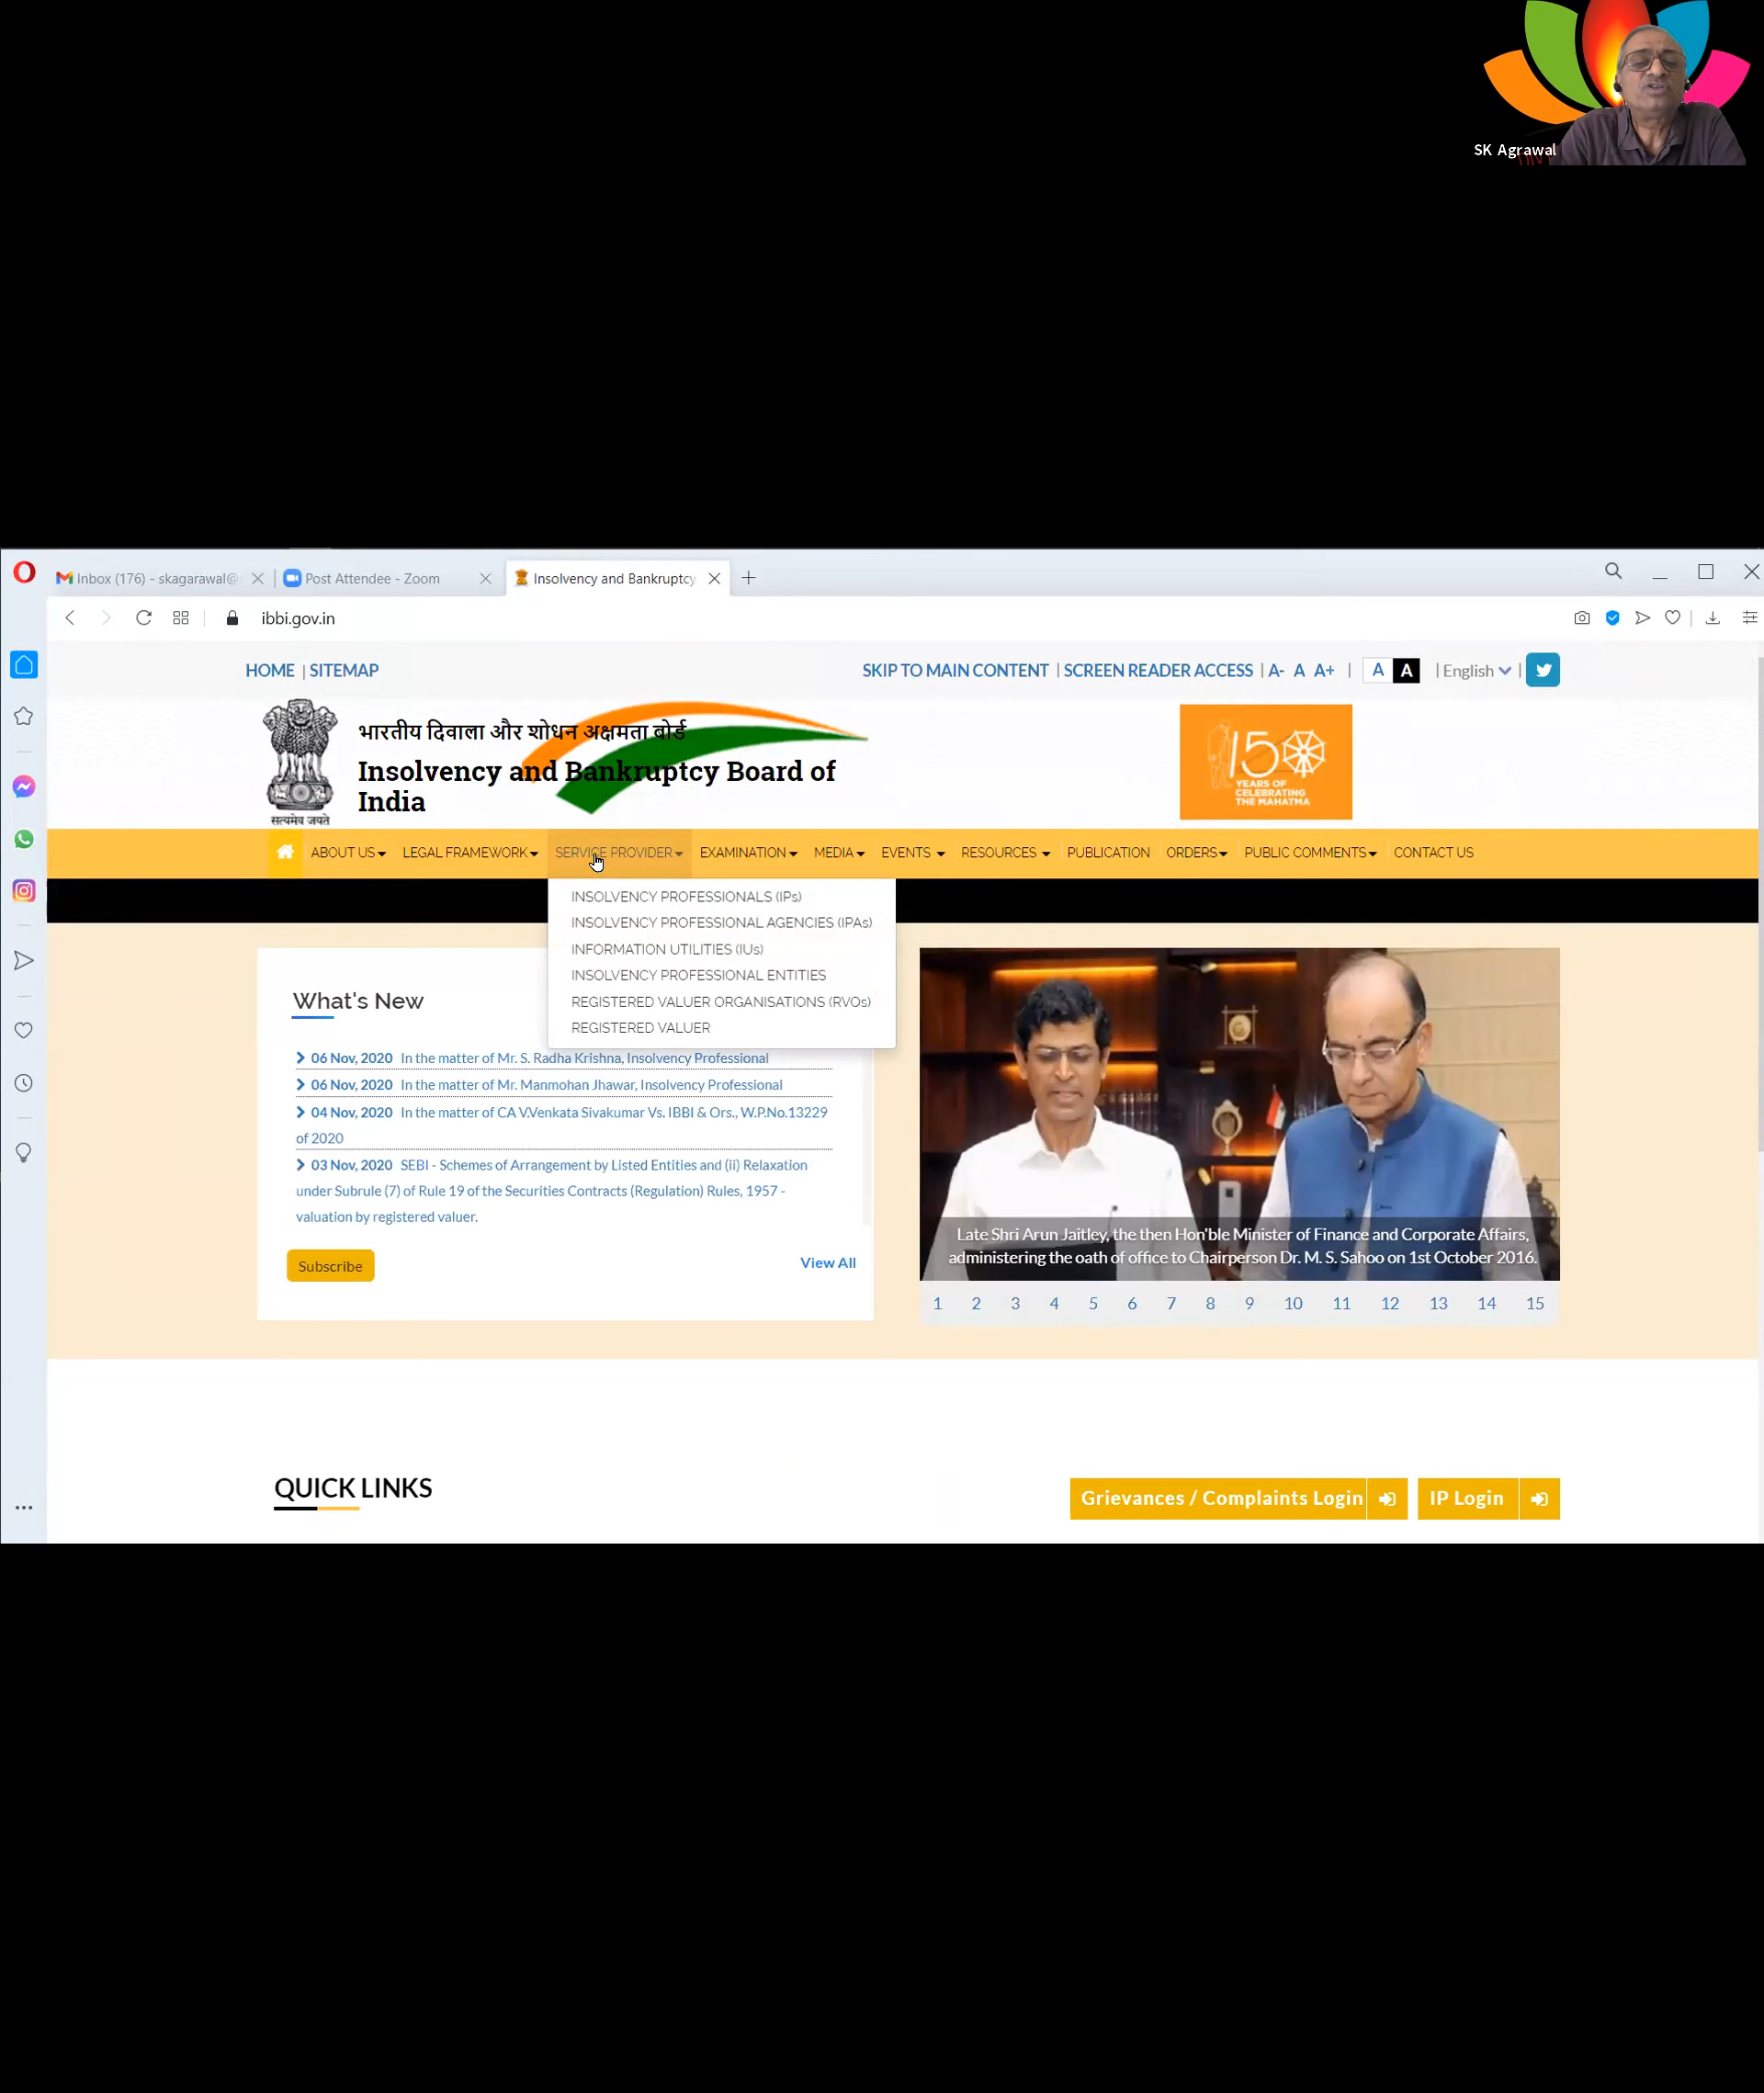 SK Agrawal
Inbox (176) - skagarawal@
Post Attendee - Zoom
Insolvency and Bankruptcy
ibbi.gov.in
HOME | SITEMAP
SKIP TO MAIN CONTENT | SCREEN READER ACCESS | A- A A+ | A A | English |
भारतीय दिवाला और शोधन अक्षमता बोर्ड
Insolvency and Bankruptcy Board of
India
सत्यमेव जयते
150
YEARS OF
CELEBRATING
THE MAHATMA
ABOUT US LEGAL FRAMEWORK SERVICE PROVIDER EXAMINATION MEDIA EVENTS RESOURCES PUBLICATION ORDERS PUBLIC COMMENTS CONTACT US
INSOLVENCY PROFESSIONALS (IPs)
INSOLVENCY PROFESSIONAL AGENCIES (IPAs)
INFORMATION UTILITIES (IUs)
INSOLVENCY PROFESSIONAL ENTITIES
REGISTERED VALUER ORGANISATIONS (RVOs)
REGISTERED VALUER
What's New
06 Nov, 2020 In the matter of Mr. S. Radha Krishna, Insolvency Professional
06 Nov, 2020 In the matter of Mr. Manmohan Jhawar, Insolvency Professional
04 Nov, 2020 In the matter of CA V.Venkata Sivakumar Vs. IBBI & Ors., W.P.No.13229
of 2020
03 Nov, 2020 SEBI - Schemes of Arrangement by Listed Entities and (ii) Relaxation
under Subrule (7) of Rule 19 of the Securities Contracts (Regulation) Rules, 1957 -
valuation by registered valuer.
Subscribe
View All
Late Shri Arun Jaitley, the then Hon'ble Minister of Finance and Corporate Affairs,
administering the oath of office to Chairperson Dr. M. S. Sahoo on 1st October 2016.
1 2 3 4 5 6 7 8 9 10 11 12 13 14 15
QUICK LINKS
Grievances / Complaints Login
IP Login